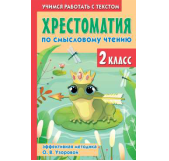 УЧИМСЯ РАБОТАТЬ С ТЕКСТОМ
ХРЕСТОМАТИЯ
ПО СМЫСЛОВОМУ ЧТЕНИЮ
2 КЛАСС
эффективная методика
О. В. Узоровой